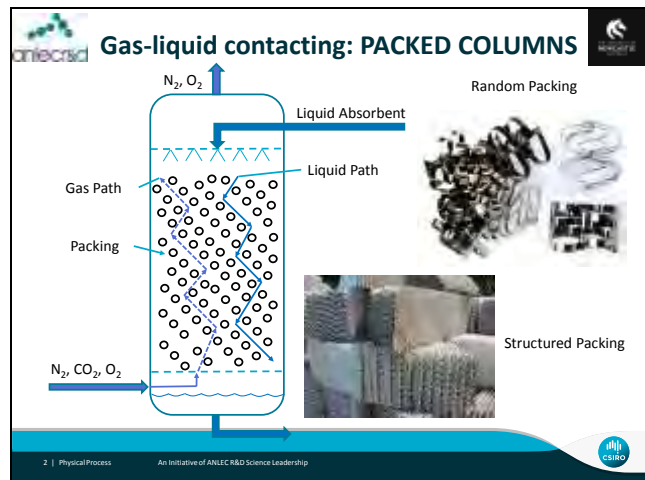 anlecr&d
Gas-liquid contacting: PACKED COLUMNS
N₂, O₂
Random Packing
Liquid Absorbent
Gas Path
Liquid Path
Packing
Structured Packing
N₂, CO₂, O₂
2 | Physical Process An Initiative of ANLEC R&D Science Leadership
CSIRO